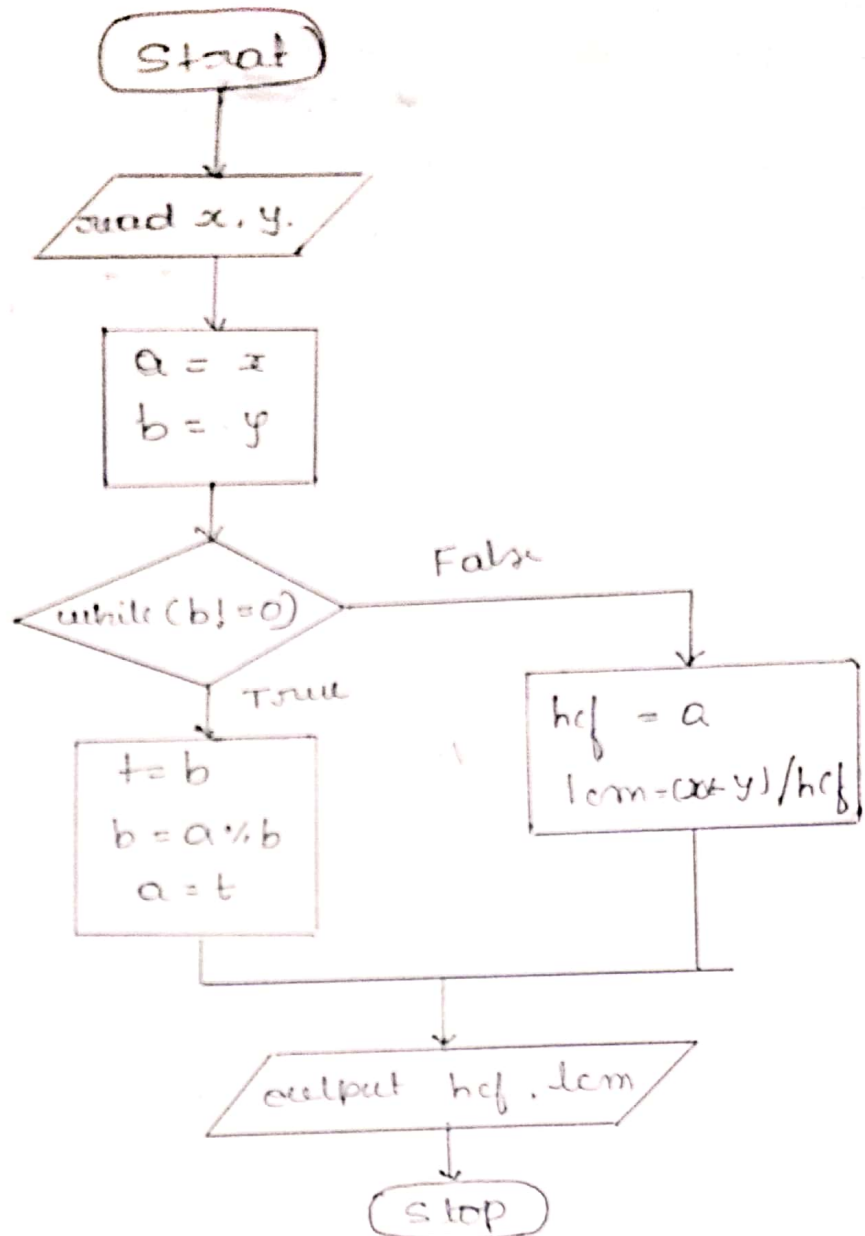 Strat
read x, y.
a = x
b = y
while (b! = 0)
False
True
t = b
b = a % b
a = t
hcf = a
lcm = (x* y) / hcf
output hcf, lcm
stop